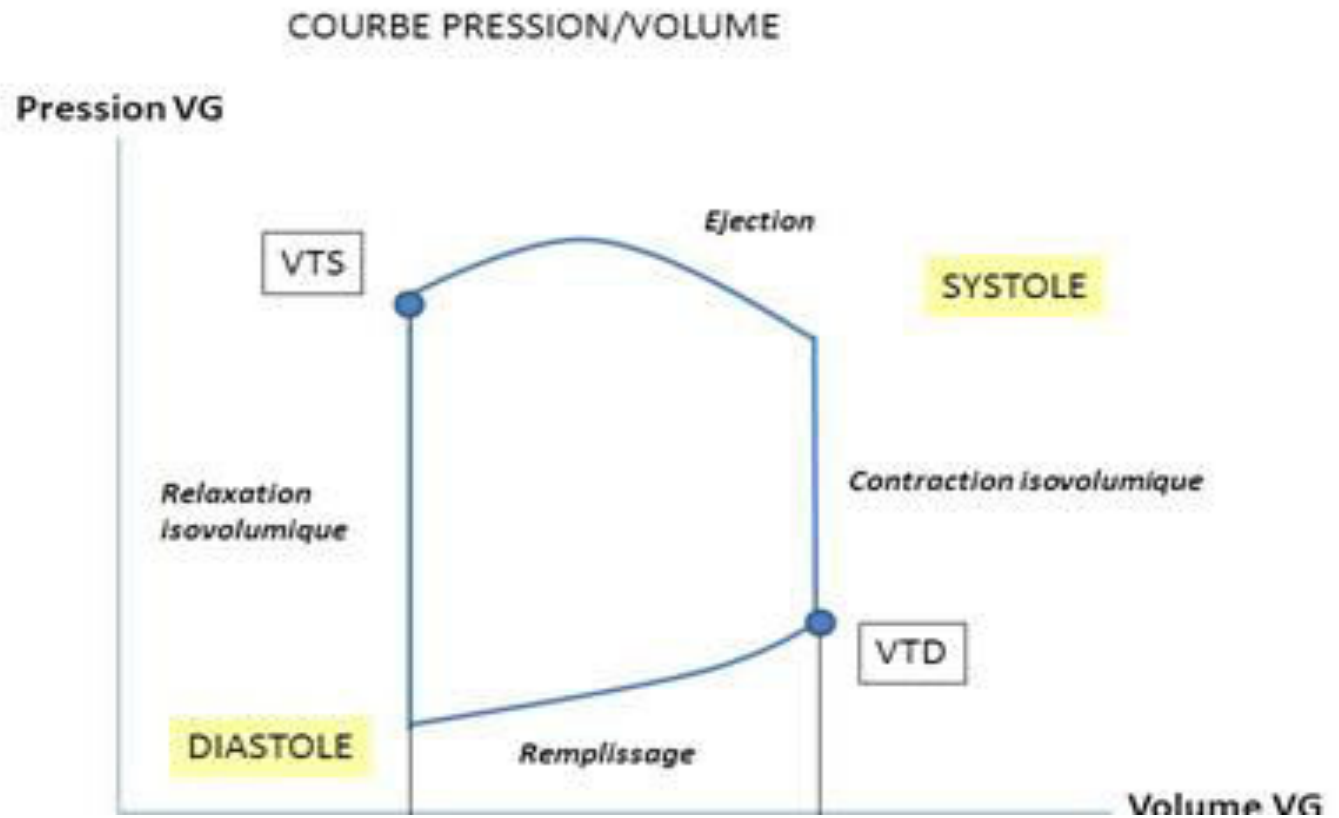 COURBE PRESSION/VOLUME
Pression VG
Ejection
VTS
SYSTOLE
Contraction isovolumique
Relaxation
isovolumique
VTD
DIASTOLE
Remplissage
Volume VG